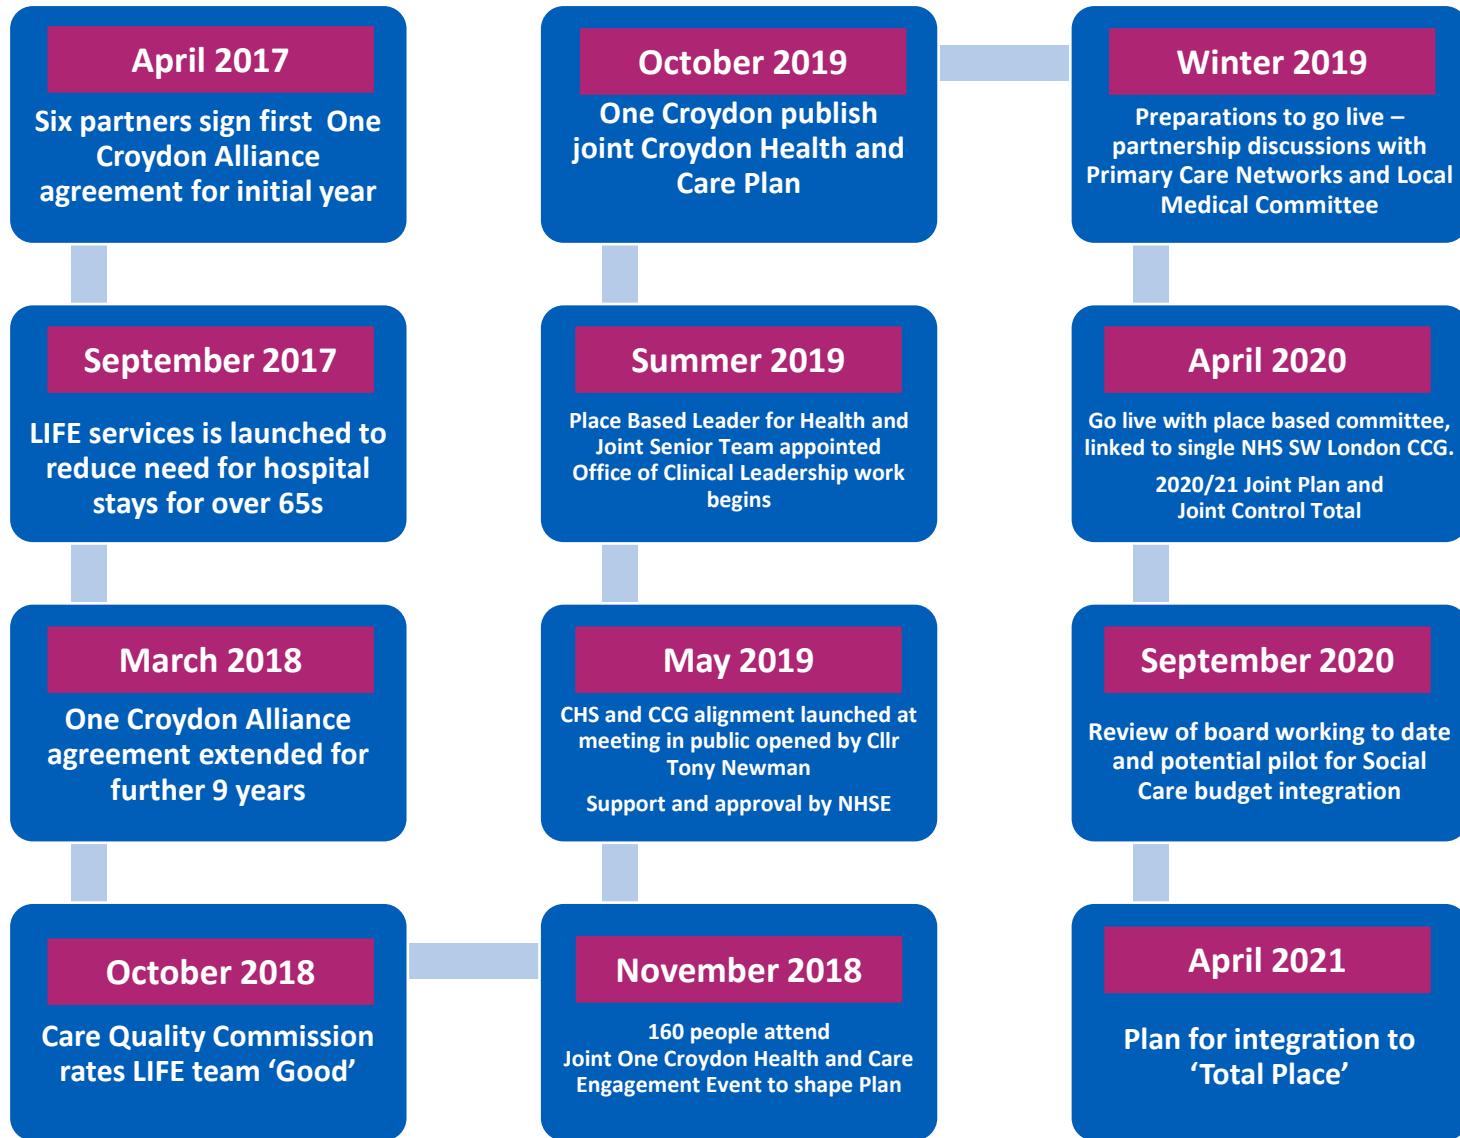 April 2017
Six partners sign first One
Croydon Alliance
agreement for initial year
September 2017
LIFE services is launched to
reduce need for hospital
stays for over 65s
March 2018
One Croydon Alliance
agreement extended for
further 9 years
October 2018
Care Quality Commission
rates LIFE team ‘Good’
November 2018
160 people attend
Joint One Croydon Health and Care
Engagement Event to shape Plan
May 2019
CHS and CCG alignment launched at
meeting in public opened by Cllr
Tony Newman
Support and approval by NHSE
Summer 2019
Place Based Leader for Health and
Joint Senior Team appointed
Office of Clinical Leadership work
begins
October 2019
One Croydon publish
joint Croydon Health and
Care Plan
Winter 2019
Preparations to go live –
partnership discussions with
Primary Care Networks and Local
Medical Committee
April 2020
Go live with place based committee,
linked to single NHS SW London CCG.
2020/21 Joint Plan and
Joint Control Total
September 2020
Review of board working to date
and potential pilot for Social
Care budget integration
April 2021
Plan for integration to
‘Total Place’